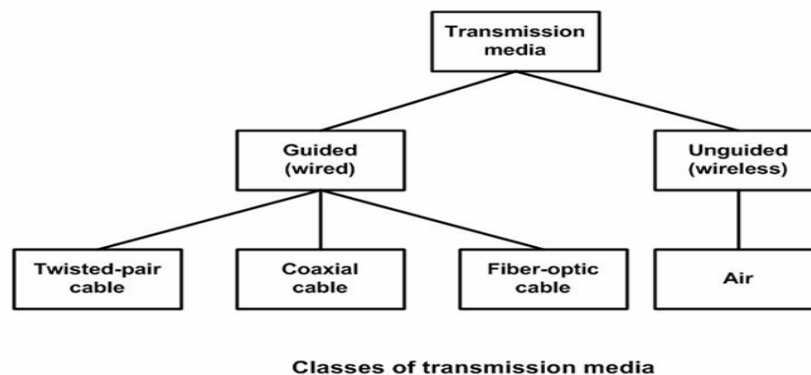 Transmission
media
Guided
(wired)
Unguided
(wireless)
Twisted-pair
cable
Coaxial
cable
Fiber-optic
cable
Air
Classes of transmission media